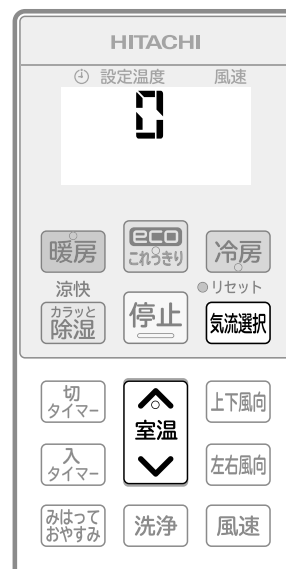 HITACHI
設定温度 風速
0
暖房
eco
これっきり
冷房
涼快
カラッと
除湿
停止
リセット
気流選択
切
タイマー
室温
上下風向
入
タイマー
左右風向
みはって
おやすみ
洗浄
風速